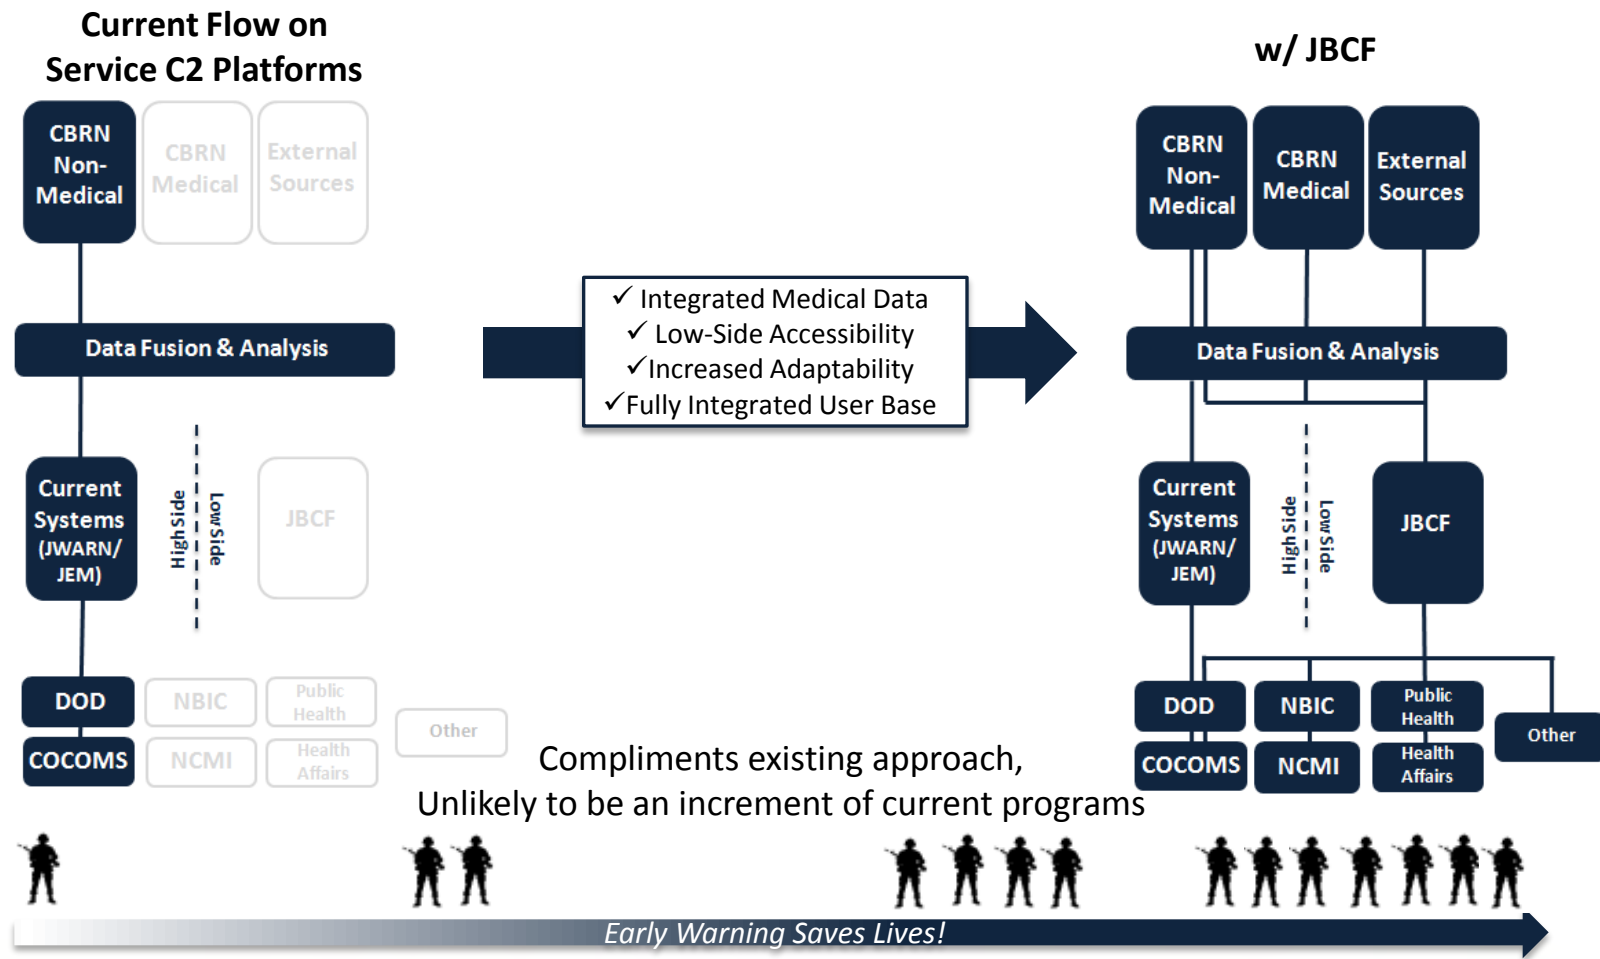 Current Flow on
Service C2 Platforms
CBRN
Non-
Medical
CBRN
Medical
External
Sources
Data Fusion & Analysis
Current
Systems
(JWARN/
JEM)
High Side
Low Side
JBCF
DOD
NBIC
Public
Health
Other
COCOMS
NCMI
Health
Affairs
✓ Integrated Medical Data
✓ Low-Side Accessibility
✓Increased Adaptability
✓Fully Integrated User Base
w/ JBCF
CBRN
Non-
Medical
CBRN
Medical
External
Sources
Data Fusion & Analysis
Current
Systems
(JWARN/
JEM)
High Side
Low Side
JBCF
DOD
NBIC
Public
Health
Other
COCOMS
NCMI
Health
Affairs
Compliments existing approach,
Unlikely to be an increment of current programs
Early Warning Saves Lives!